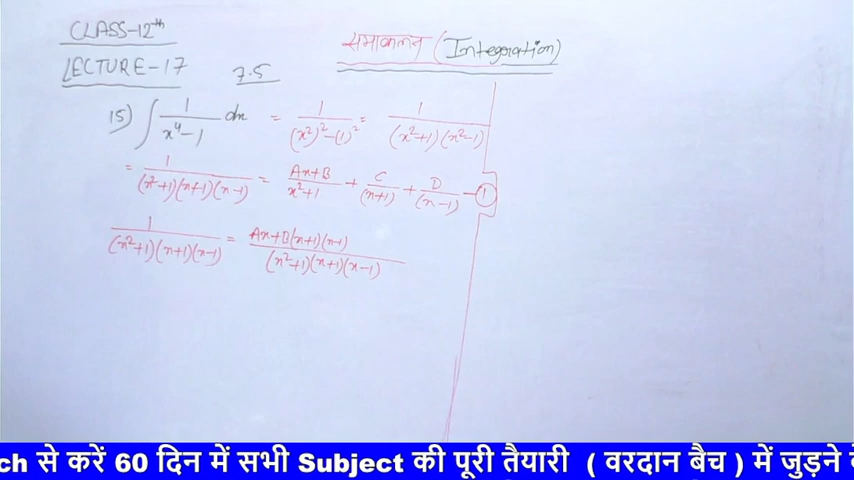 CLASS-12th
समाकलन (Integration)
LECTURE-17 7.5
15) ∫ 1/(x⁴-1) dx = 1/((x²)²-(1)²) = 1/((x²+1)(x²-1))
= 1/((x²+1)(x+1)(x-1)) = (Ax+B)/(x²+1) + C/(x+1) + D/(x-1) - ①
1/((x²+1)(x+1)(x-1)) = Ax+B(x+1)(x-1)/((x²+1)(x+1)(x-1))
से करें 60 दिन में सभी Subject की पूरी तैयारी ( वरदान बैच ) में जुड़ने